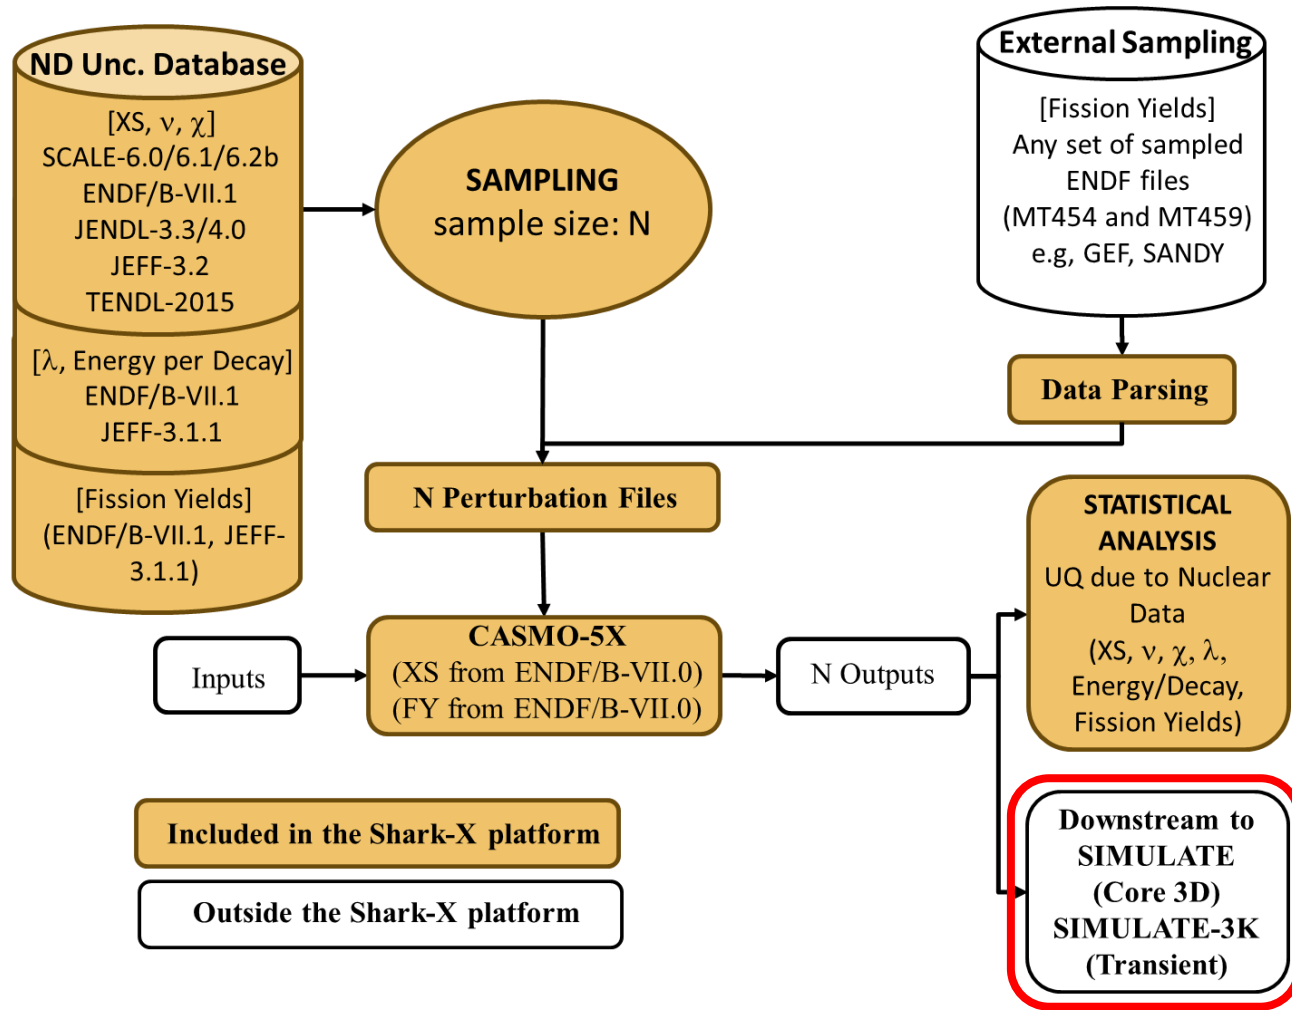 ND Unc. Database
[XS, ν, χ]
SCALE-6.0/6.1/6.2b
ENDF/B-VII.1
JENDL-3.3/4.0
JEFF-3.2
TENDL-2015
[λ, Energy per Decay]
ENDF/B-VII.1
JEFF-3.1.1
[Fission Yields]
(ENDF/B-VII.1, JEFF-
3.1.1)
SAMPLING
sample size: N
External Sampling
[Fission Yields]
Any set of sampled
ENDF files
(MT454 and MT459)
e.g, GEF, SANDY
Data Parsing
N Perturbation Files
Inputs
CASMO-5X
(XS from ENDF/B-VII.0)
(FY from ENDF/B-VII.0)
N Outputs
STATISTICAL
ANALYSIS
UQ due to Nuclear
Data
(XS, ν, χ, λ,
Energy/Decay,
Fission Yields)
Downstream to
SIMULATE
(Core 3D)
SIMULATE-3K
(Transient)
Included in the Shark-X platform
Outside the Shark-X platform